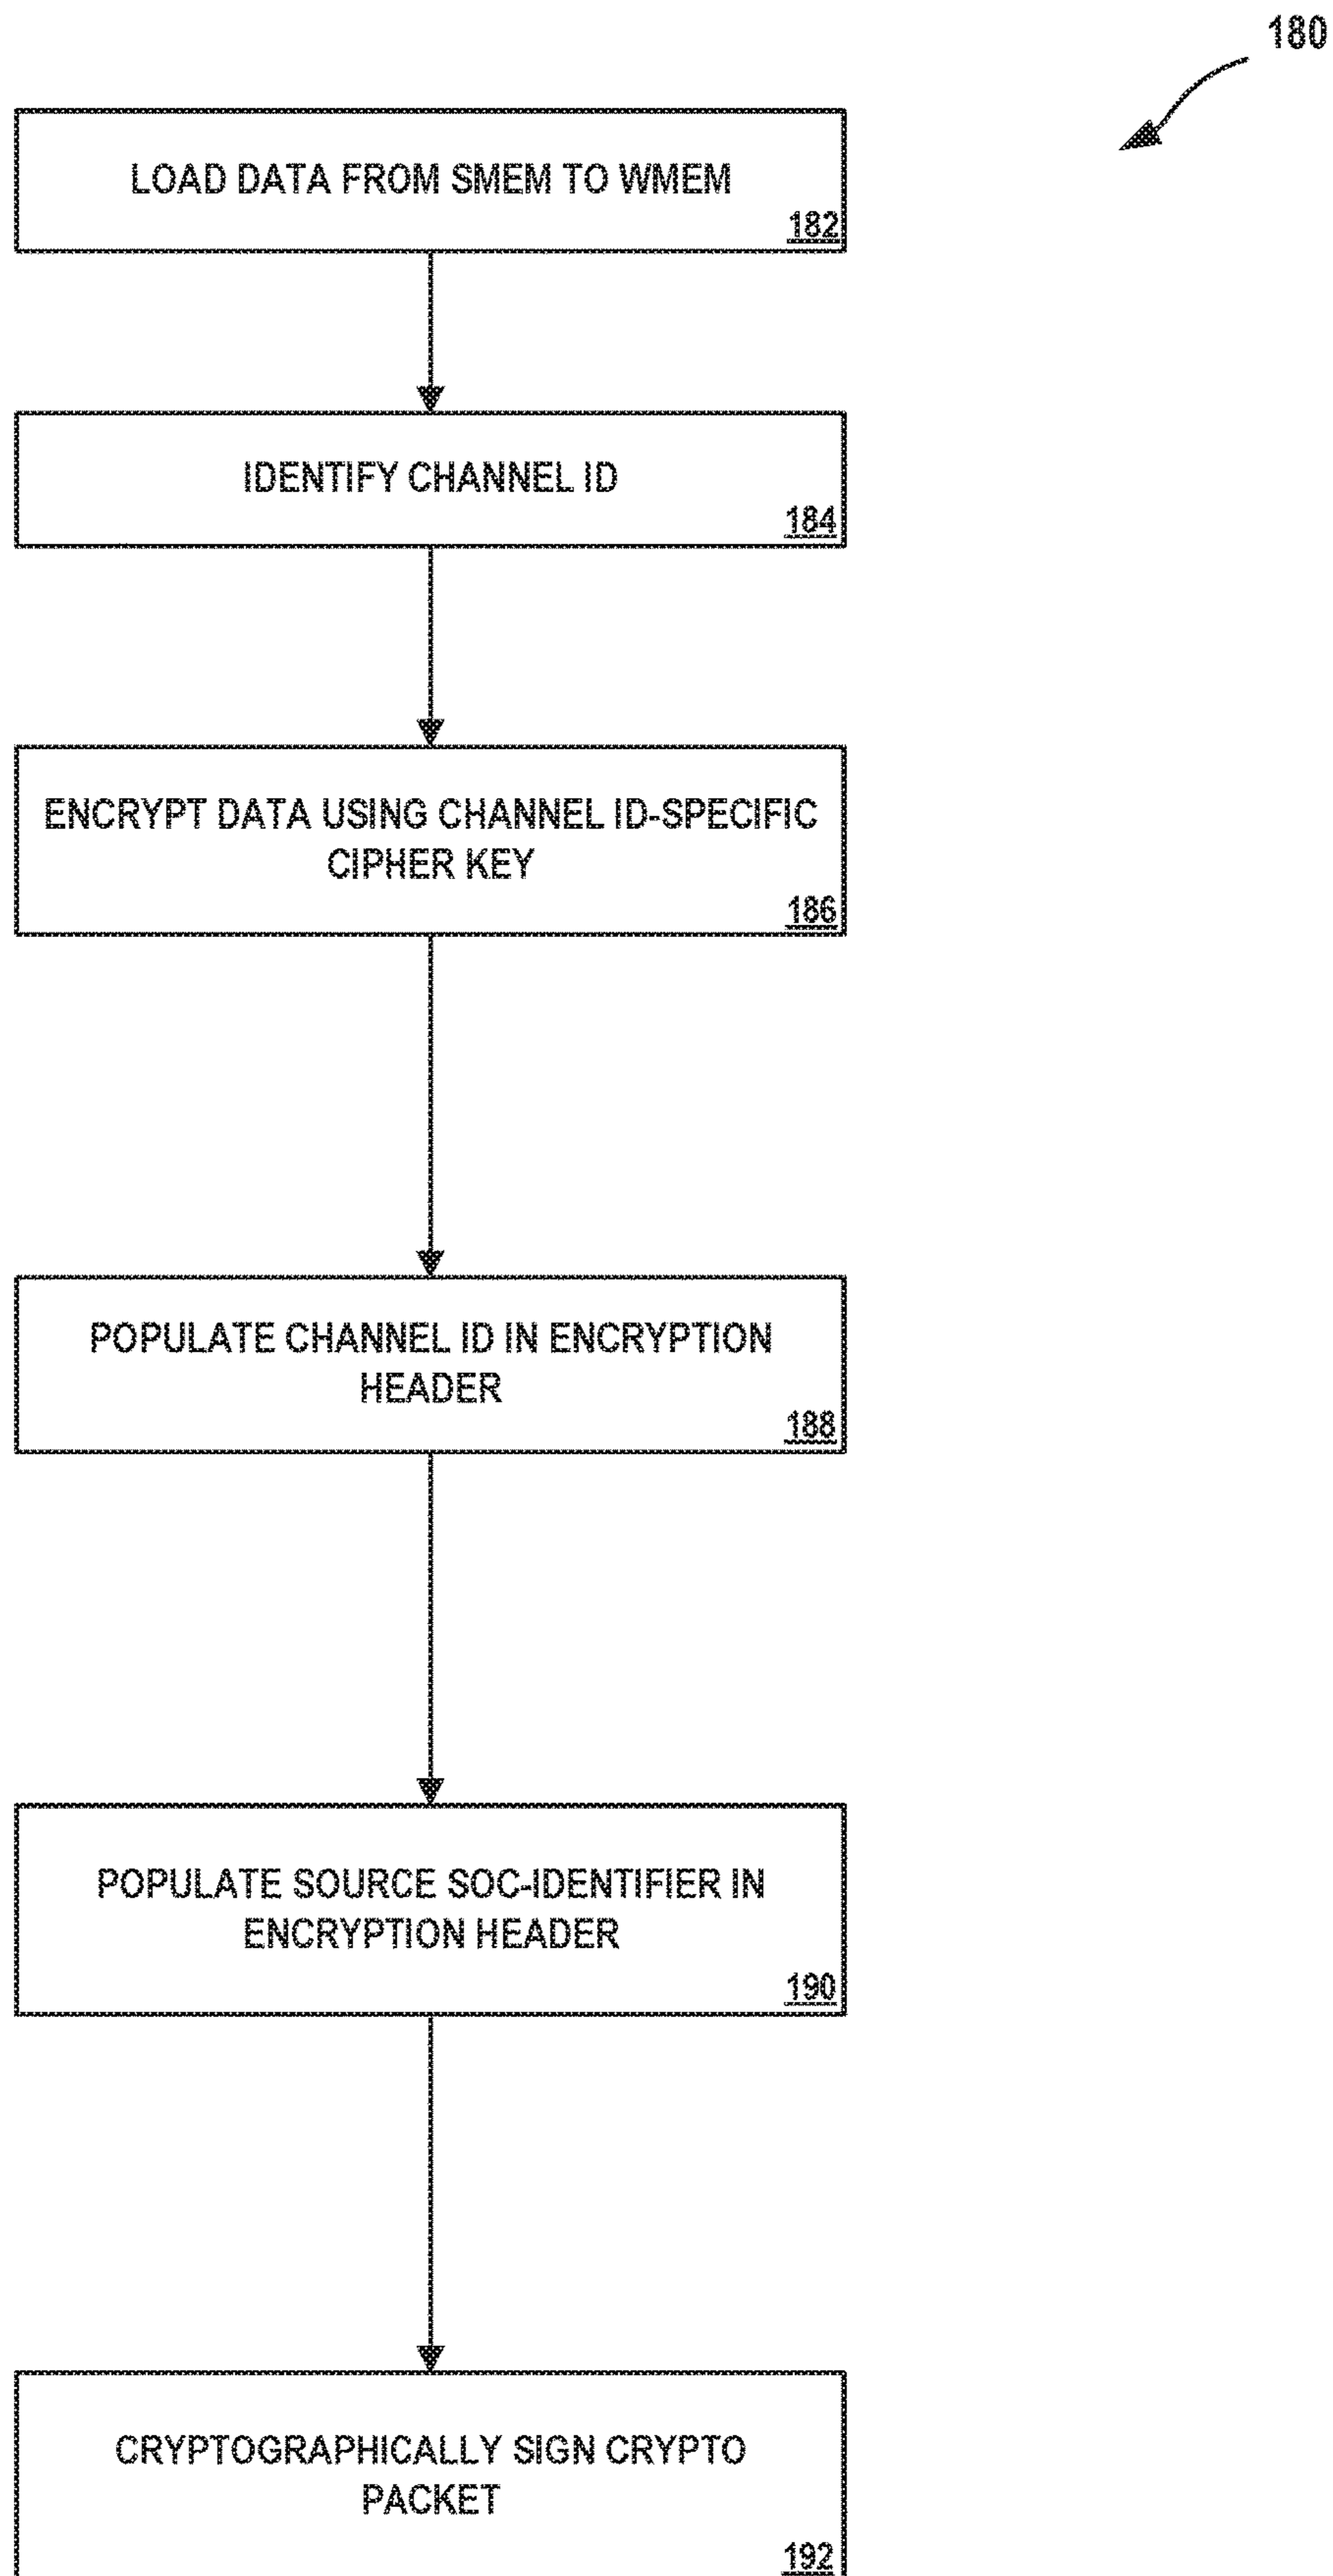 180
LOAD DATA FROM SMEM TO WMEM
182
IDENTIFY CHANNEL ID
184
ENCRYPT DATA USING CHANNEL ID-SPECIFIC
CIPHER KEY
186
POPULATE CHANNEL ID IN ENCRYPTION
HEADER
188
POPULATE SOURCE SOC-IDENTIFIER IN
ENCRYPTION HEADER
190
CRYPTOGRAPHICALLY SIGN CRYPTO
PACKET
192